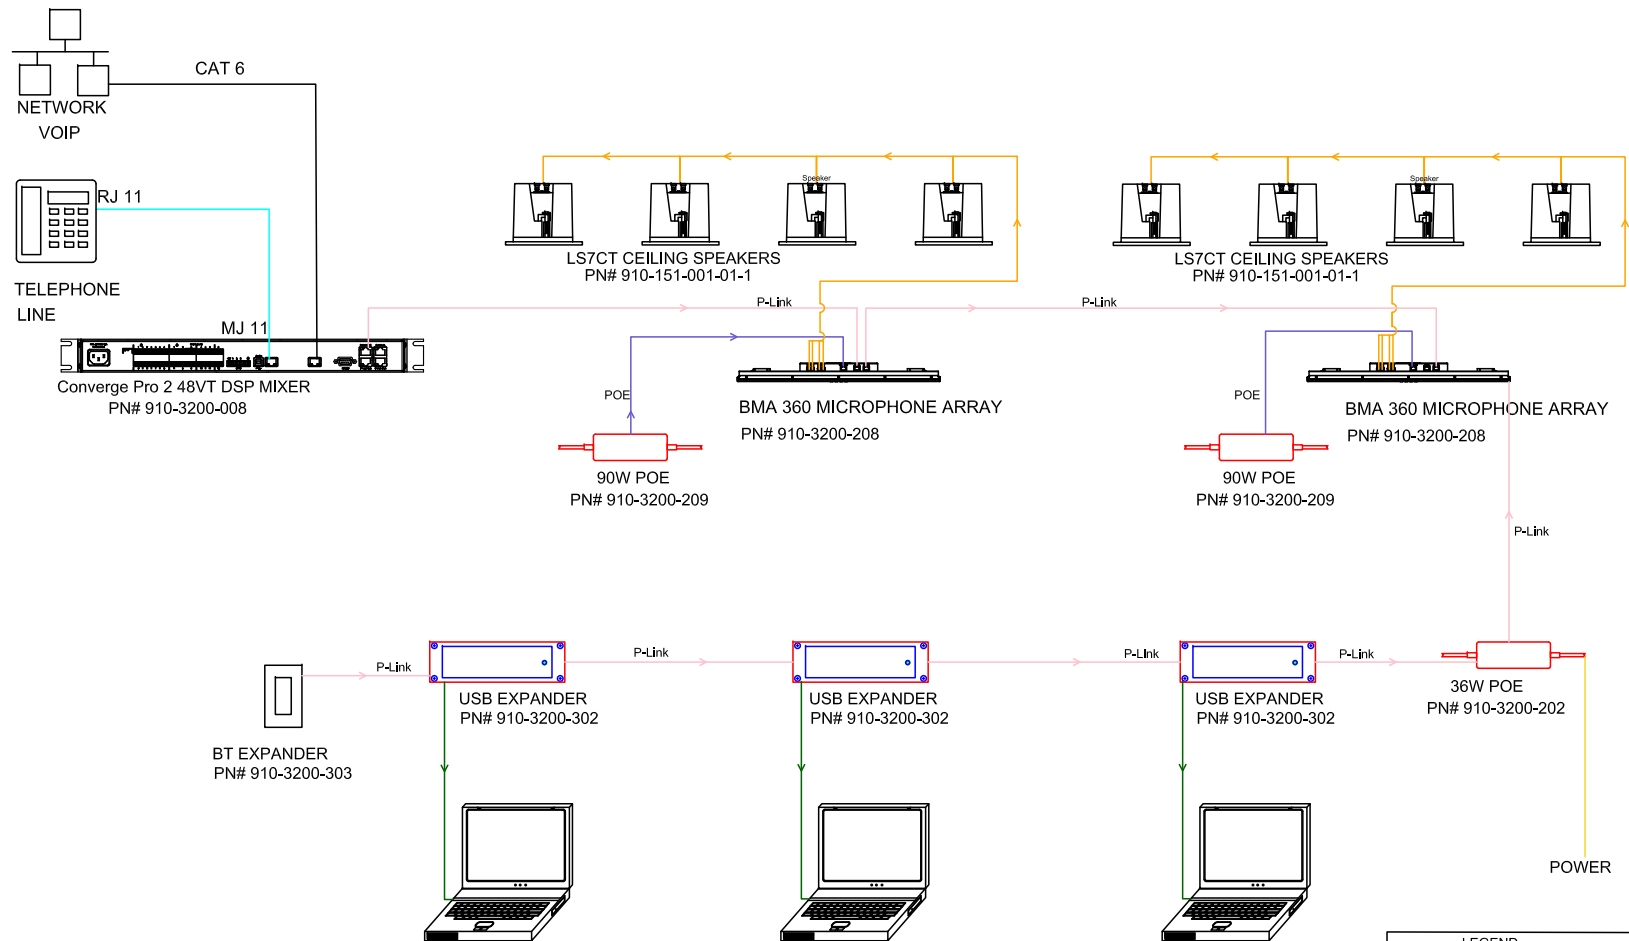 CAT 6
NETWORK
VOIP
RJ 11
TELEPHONE
LINE
MJ 11
Converge Pro 2 48VT DSP MIXER
PN# 910-3200-008
Speaker
LS7CT CEILING SPEAKERS
PN# 910-151-001-01-1
Speaker
LS7CT CEILING SPEAKERS
PN# 910-151-001-01-1
P-Link
P-Link
POE
BMA 360 MICROPHONE ARRAY
PN# 910-3200-208
POE
BMA 360 MICROPHONE ARRAY
PN# 910-3200-208
90W POE
PN# 910-3200-209
90W POE
PN# 910-3200-209
P-Link
P-Link
P-Link
P-Link
P-Link
USB EXPANDER
PN# 910-3200-302
USB EXPANDER
PN# 910-3200-302
USB EXPANDER
PN# 910-3200-302
36W POE
PN# 910-3200-202
BT EXPANDER
PN# 910-3200-303
POWER
LEGEND